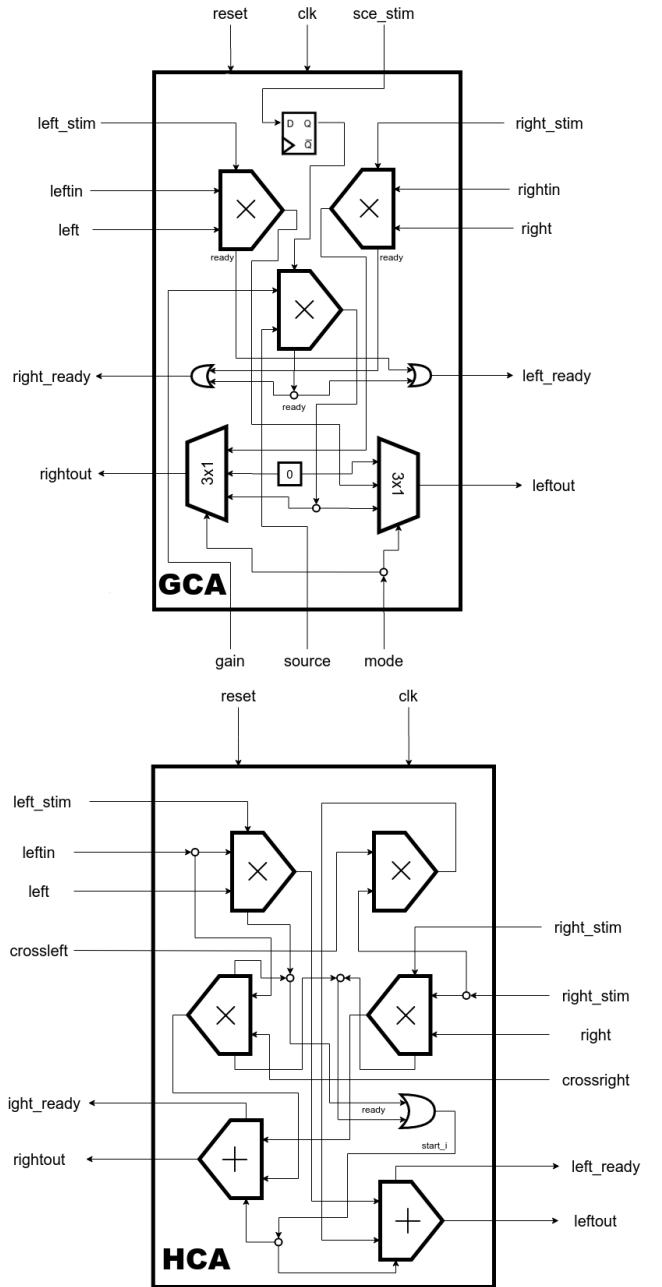 reset clk sce_stim
left_stim
D Q
Q
right_stim
leftin
rightin
left
right
ready
ready
right_ready
left_ready
ready
3x1
3x1
rightout
0
leftout
GCA
gain source mode
reset clk
left_stim
leftin
left
crossleft
right_stim
right_stim
right
crossright
ight_ready
ready
start_i
rightout
left_ready
leftout
HCA